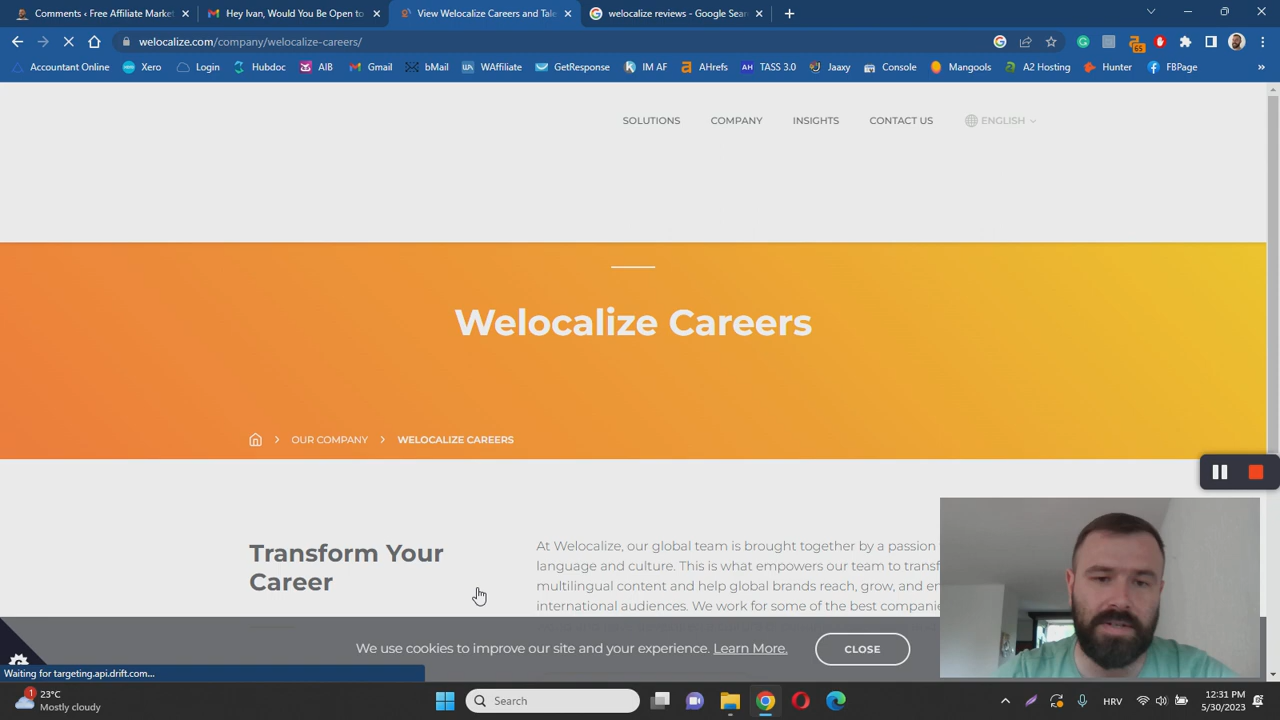 Comments ‹ Free Affiliate Market
Hey Ivan, Would You Be Open to
View Welocalize Careers and Tale
welocalize reviews - Google Sear
welocalize.com/company/welocalize-careers/
65
Accountant Online
Xero
Login
Hubdoc
AIB
Gmail
bMail
WAffiliate
GetResponse
IM AF
AHrefs
TASS 3.0
Jaaxy
Console
Mangools
A2 Hosting
Hunter
FBPage
»
SOLUTIONS
COMPANY
INSIGHTS
CONTACT US
ENGLISH
Welocalize Careers
OUR COMPANY
WELOCALIZE CAREERS
Transform Your
Career
At Welocalize, our global team is brought together by a passion
language and culture. This is what empowers our team to transf
multilingual content and help global brands reach, grow, and en
international audiences. We work for some of the best companie
We use cookies to improve our site and your experience. Learn More.
CLOSE
Waiting for targeting.api.drift.com...
1
23°C
Mostly cloudy
Search
HRV
12:31 PM
5/30/2023